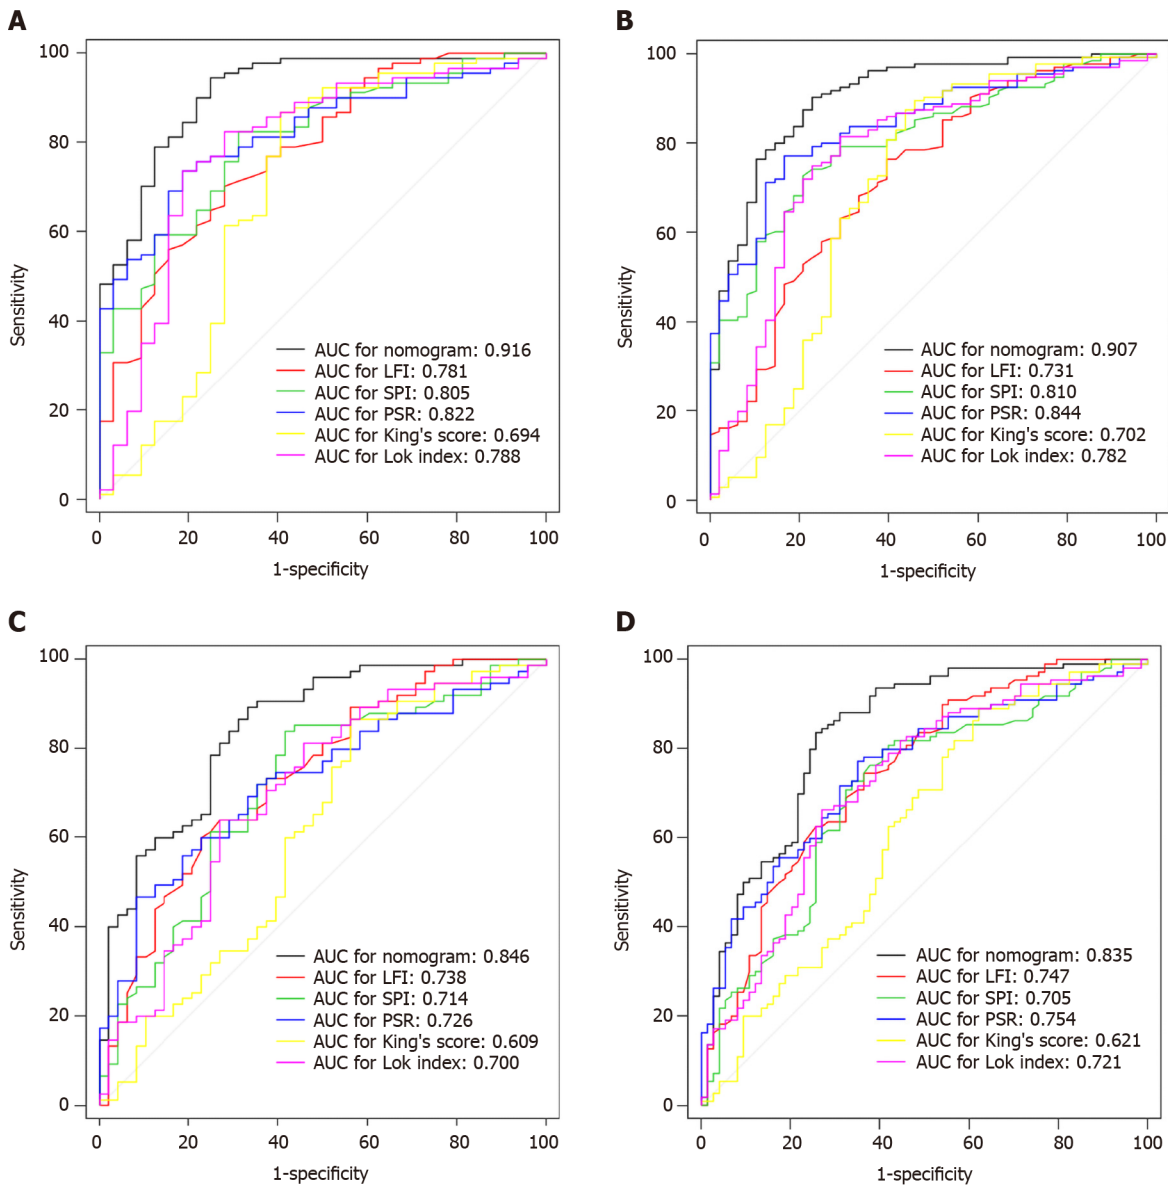 A
100
80
60
40
20
0
Sensitivity
AUC for nomogram: 0.916
AUC for LFI: 0.781
AUC for SPI: 0.805
AUC for PSR: 0.822
AUC for King's score: 0.694
AUC for Lok index: 0.788
0 20 40 60 80 100
1-specificity
B
100
80
60
40
20
0
Sensitivity
AUC for nomogram: 0.907
AUC for LFI: 0.731
AUC for SPI: 0.810
AUC for PSR: 0.844
AUC for King's score: 0.702
AUC for Lok index: 0.782
0 20 40 60 80 100
1-specificity
C
100
80
60
40
20
0
Sensitivity
AUC for nomogram: 0.846
AUC for LFI: 0.738
AUC for SPI: 0.714
AUC for PSR: 0.726
AUC for King's score: 0.609
AUC for Lok index: 0.700
0 20 40 60 80 100
1-specificity
D
100
80
60
40
20
0
Sensitivity
AUC for nomogram: 0.835
AUC for LFI: 0.747
AUC for SPI: 0.705
AUC for PSR: 0.754
AUC for King's score: 0.621
AUC for Lok index: 0.721
0 20 40 60 80 100
1-specificity